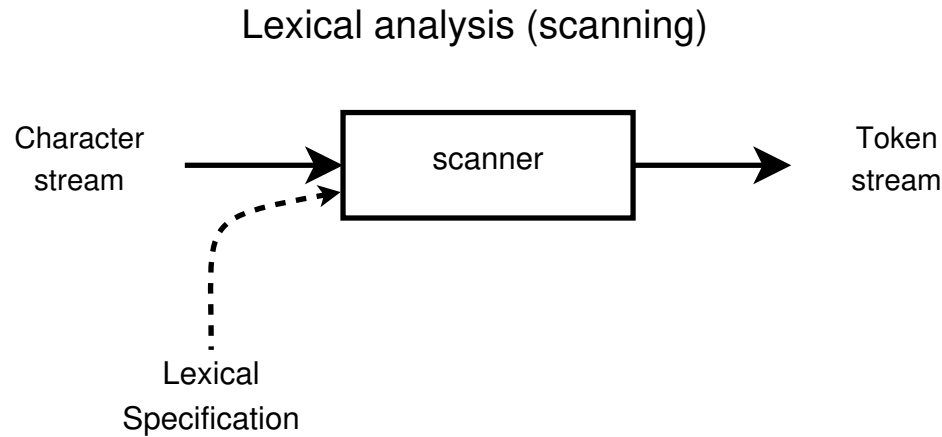 Lexical analysis (scanning)
Character
stream
scanner
Token
stream
Lexical
Specification